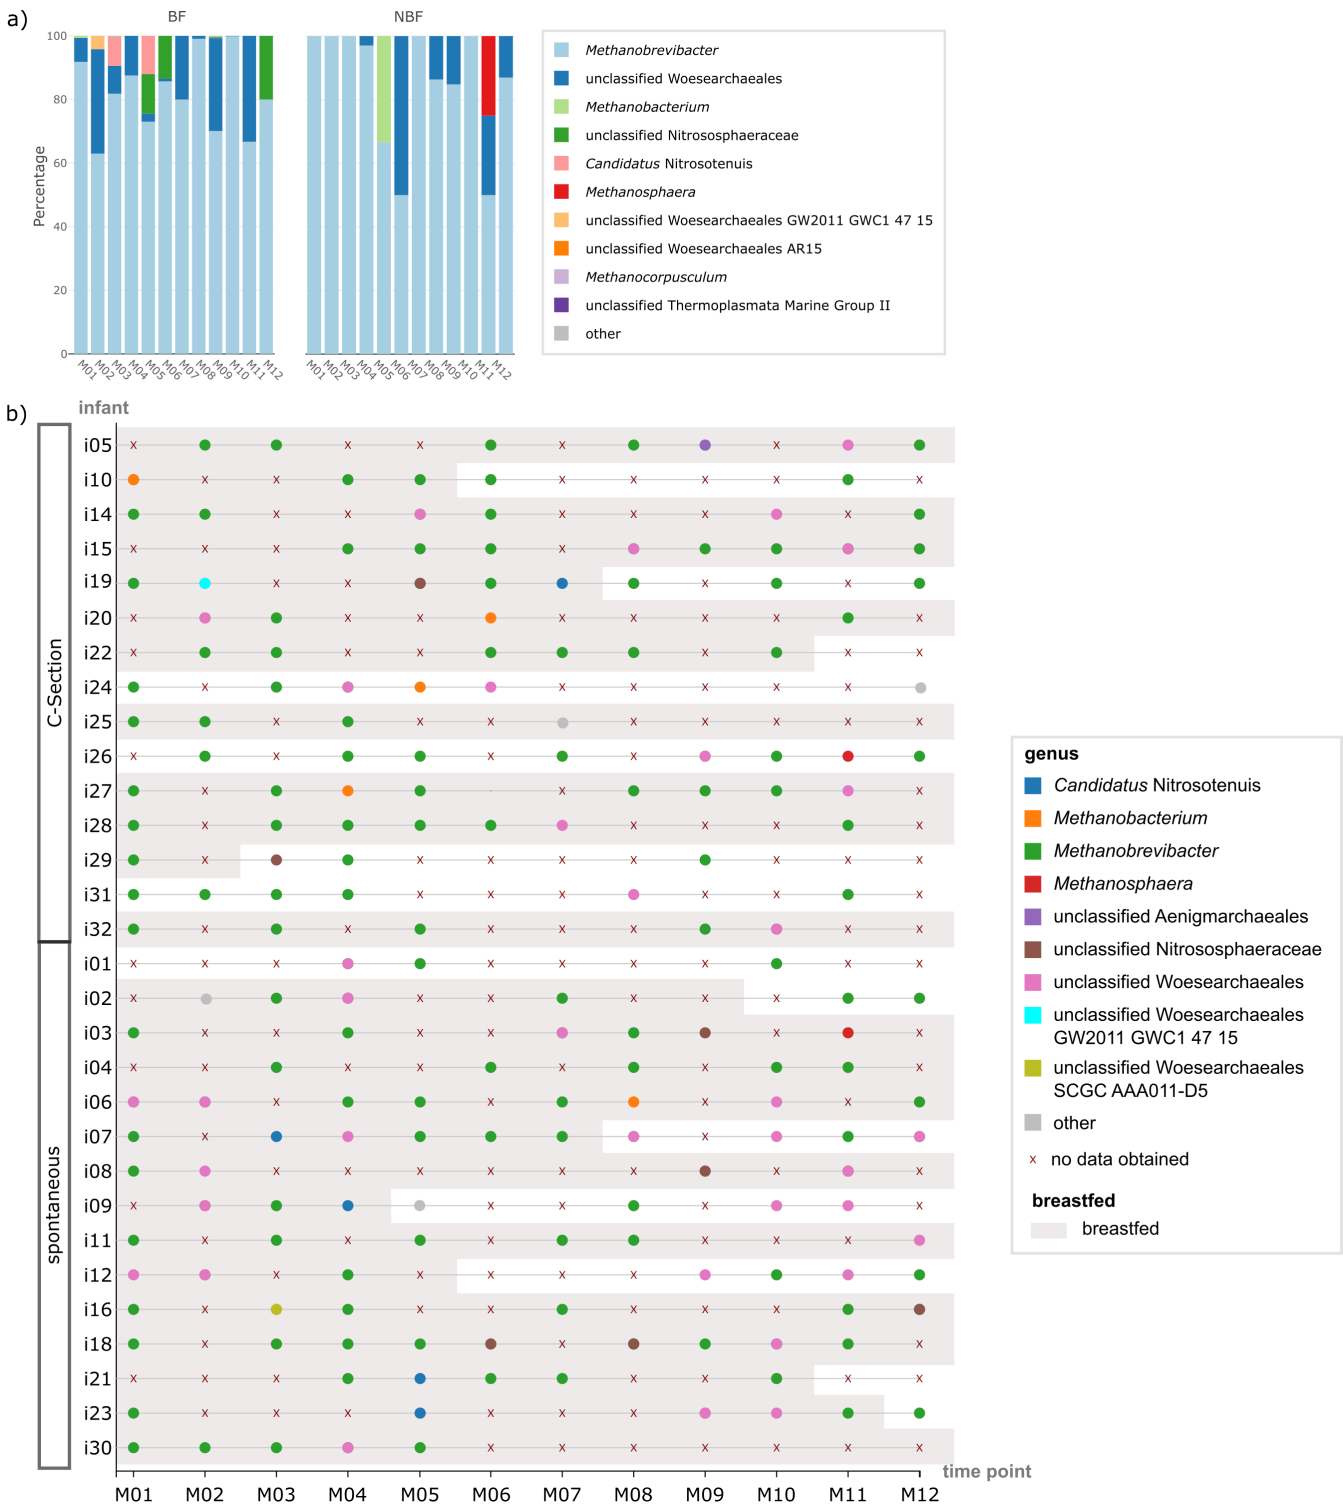 a)
BF
NBF
Percentage
100
80
60
40
20
0
M01 M02 M03 M04 M05 M06 M07 M08 M09 M10 M11 M12
M01 M02 M03 M04 M05 M06 M07 M08 M09 M10 M11 M12
Methanobrevibacter
unclassified Woesearchaeales
Methanobacterium
unclassified Nitrososphaeraceae
Candidatus Nitrosotenuis
Methanosphaera
unclassified Woesearchaeales GW2011 GWC1 47 15
unclassified Woesearchaeales AR15
Methanocorpusculum
unclassified Thermoplasmata Marine Group II
other
b)
infant
C-Section
i05 x x x x x
i10 x x x x x x x
i14 x x x x x x
i15 x x x x
i19 x x x x
i20 x x x x x x x x
i22 x x x x x x
i24 x x x x x x
i25 x x x x x x x x
i26 x x x x
i27 x x x
i28 x x x x x
i29 x x x x x x x x
i31 x x x x x x
i32 x x x x x x x
spontaneous
i01 x x x x x x x x x
i02 x x x x x x
i03 x x x x x x
i04 x x x x x x x
i06 x x x x
i07 x x
i08 x x x x x x x x
i09 x x x x x
i11 x x x x x x
i12 x x x x x x
i16 x x x x x x
i18 x x x
i21 x x x x x x x
i23 x x x x x x
i30 x x x x x x x
time point
M01 M02 M03 M04 M05 M06 M07 M08 M09 M10 M11 M12
genus
Candidatus Nitrosotenuis
Methanobacterium
Methanobrevibacter
Methanosphaera
unclassified Aenigmarchaeales
unclassified Nitrososphaeraceae
unclassified Woesearchaeales
unclassified Woesearchaeales
GW2011 GWC1 47 15
unclassified Woesearchaeales
SCGC AAA011-D5
other
x no data obtained
breastfed
breastfed